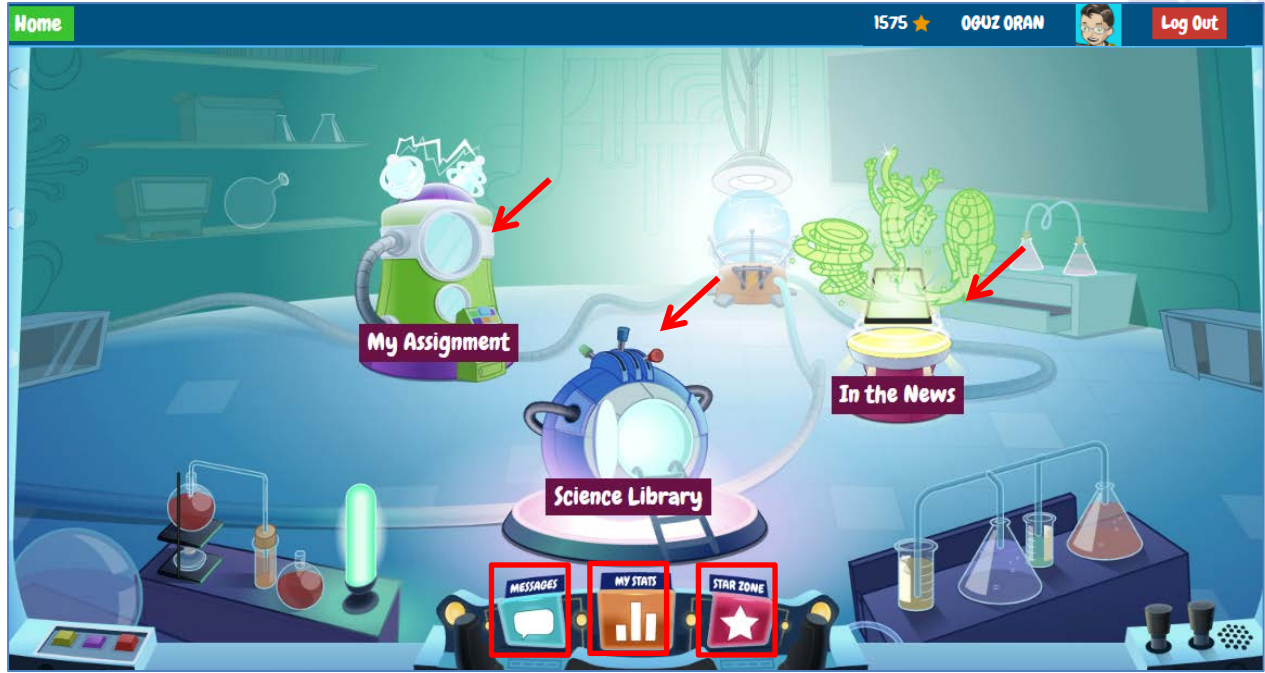 Home
1575
OGUZ ORAN
Log Out
My Assignment
In the News
Science Library
MESSAGES
MY STATS
STAR ZONE